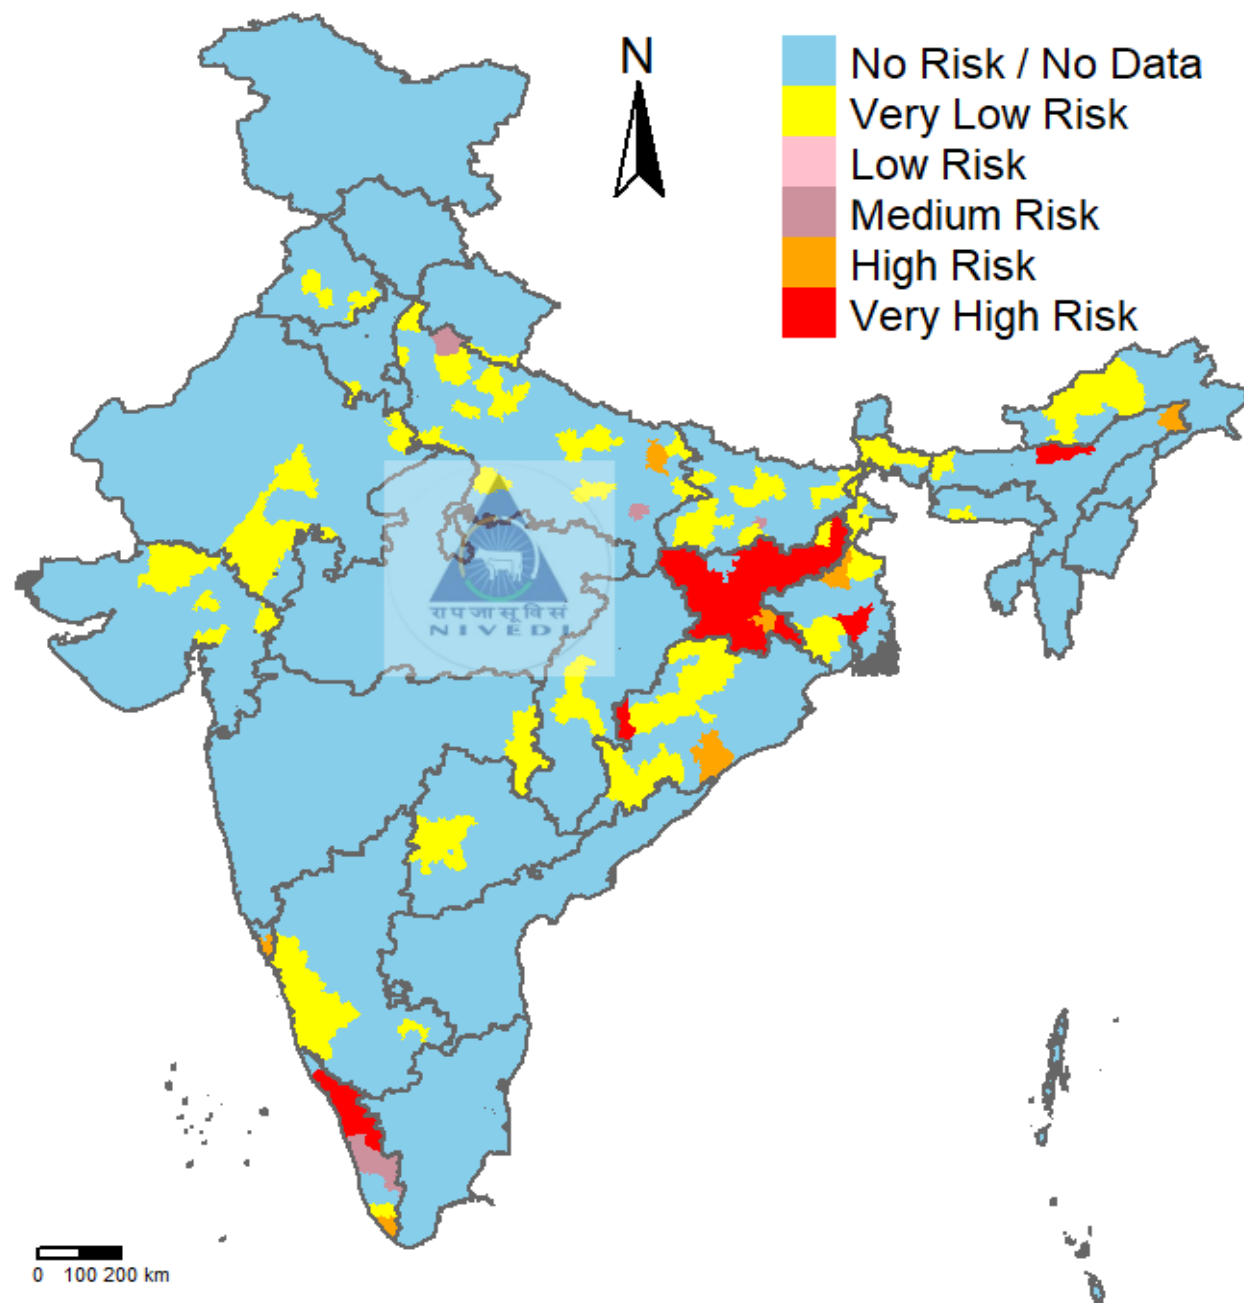 N
No Risk / No Data
Very Low Risk
Low Risk
Medium Risk
High Risk
Very High Risk
रा प जा सू वि सं
NIVEDI
0 100 200 km